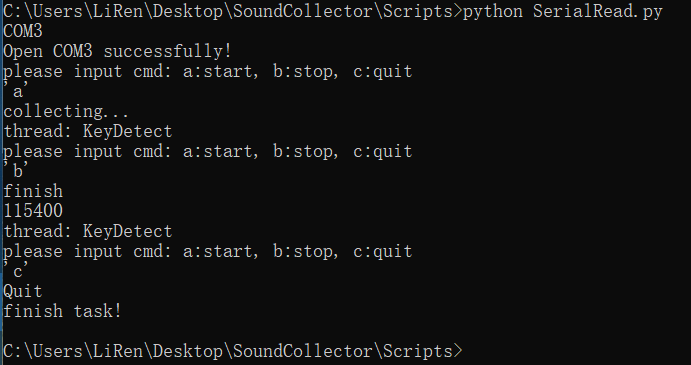 C:\Users\LiRen\Desktop\SoundCollector\Scripts>python SerialRead.py
COM3
Open COM3 successfully!
please input cmd: a:start, b:stop, c:quit
'a'
collecting...
thread: KeyDetect
please input cmd: a:start, b:stop, c:quit
'b'
finish
115400
thread: KeyDetect
please input cmd: a:start, b:stop, c:quit
'c'
Quit
finish task!
C:\Users\LiRen\Desktop\SoundCollector\Scripts>